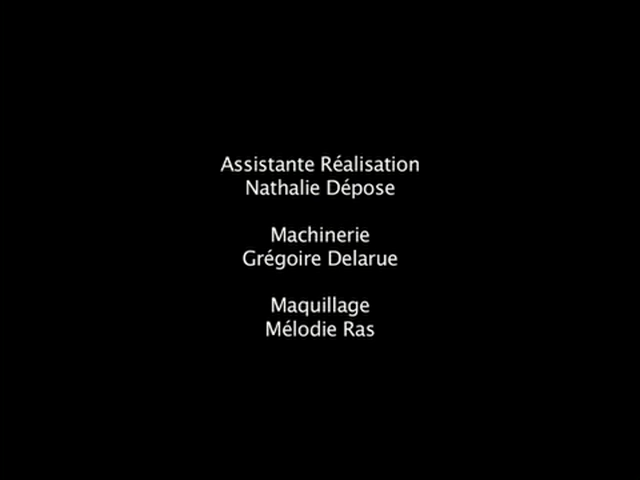 Assistante Réalisation
Nathalie Dépose
Machinerie
Grégoire Delarue
Maquillage
Mélodie Ras